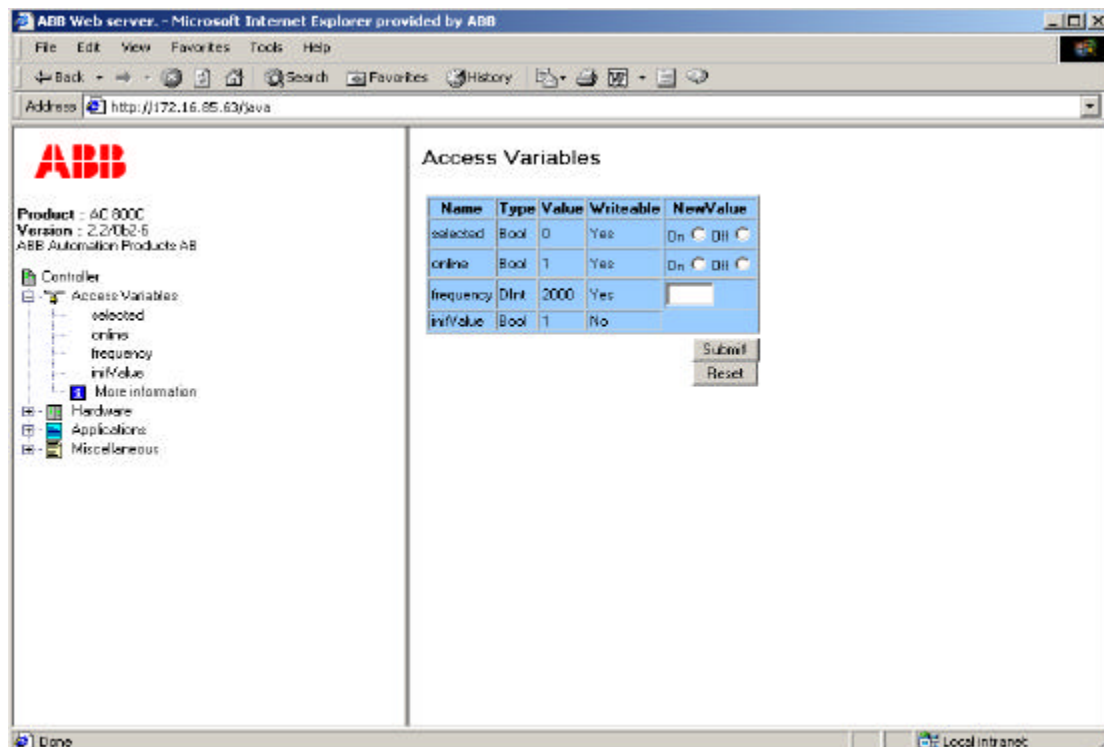 ABB Web server. - Microsoft Internet Explorer provided by ABB
File Edit View Favorites Tools Help
Back Search Favorites History
Address http://172.16.85.63/java
ABB
Product : AC 800C
Version : 2.2/0b2-6
ABB Automation Products AB
Controller
Access Variables
selected
online
frequency
initValue
More information
Hardware
Applications
Miscellaneous
Access Variables
Name Type Value Writeable NewValue
selected Bool 0 Yes On Off
online Bool 1 Yes On Off
frequency DInt 2000 Yes
initValue Bool 1 No
Submit
Reset
Done Local intranet